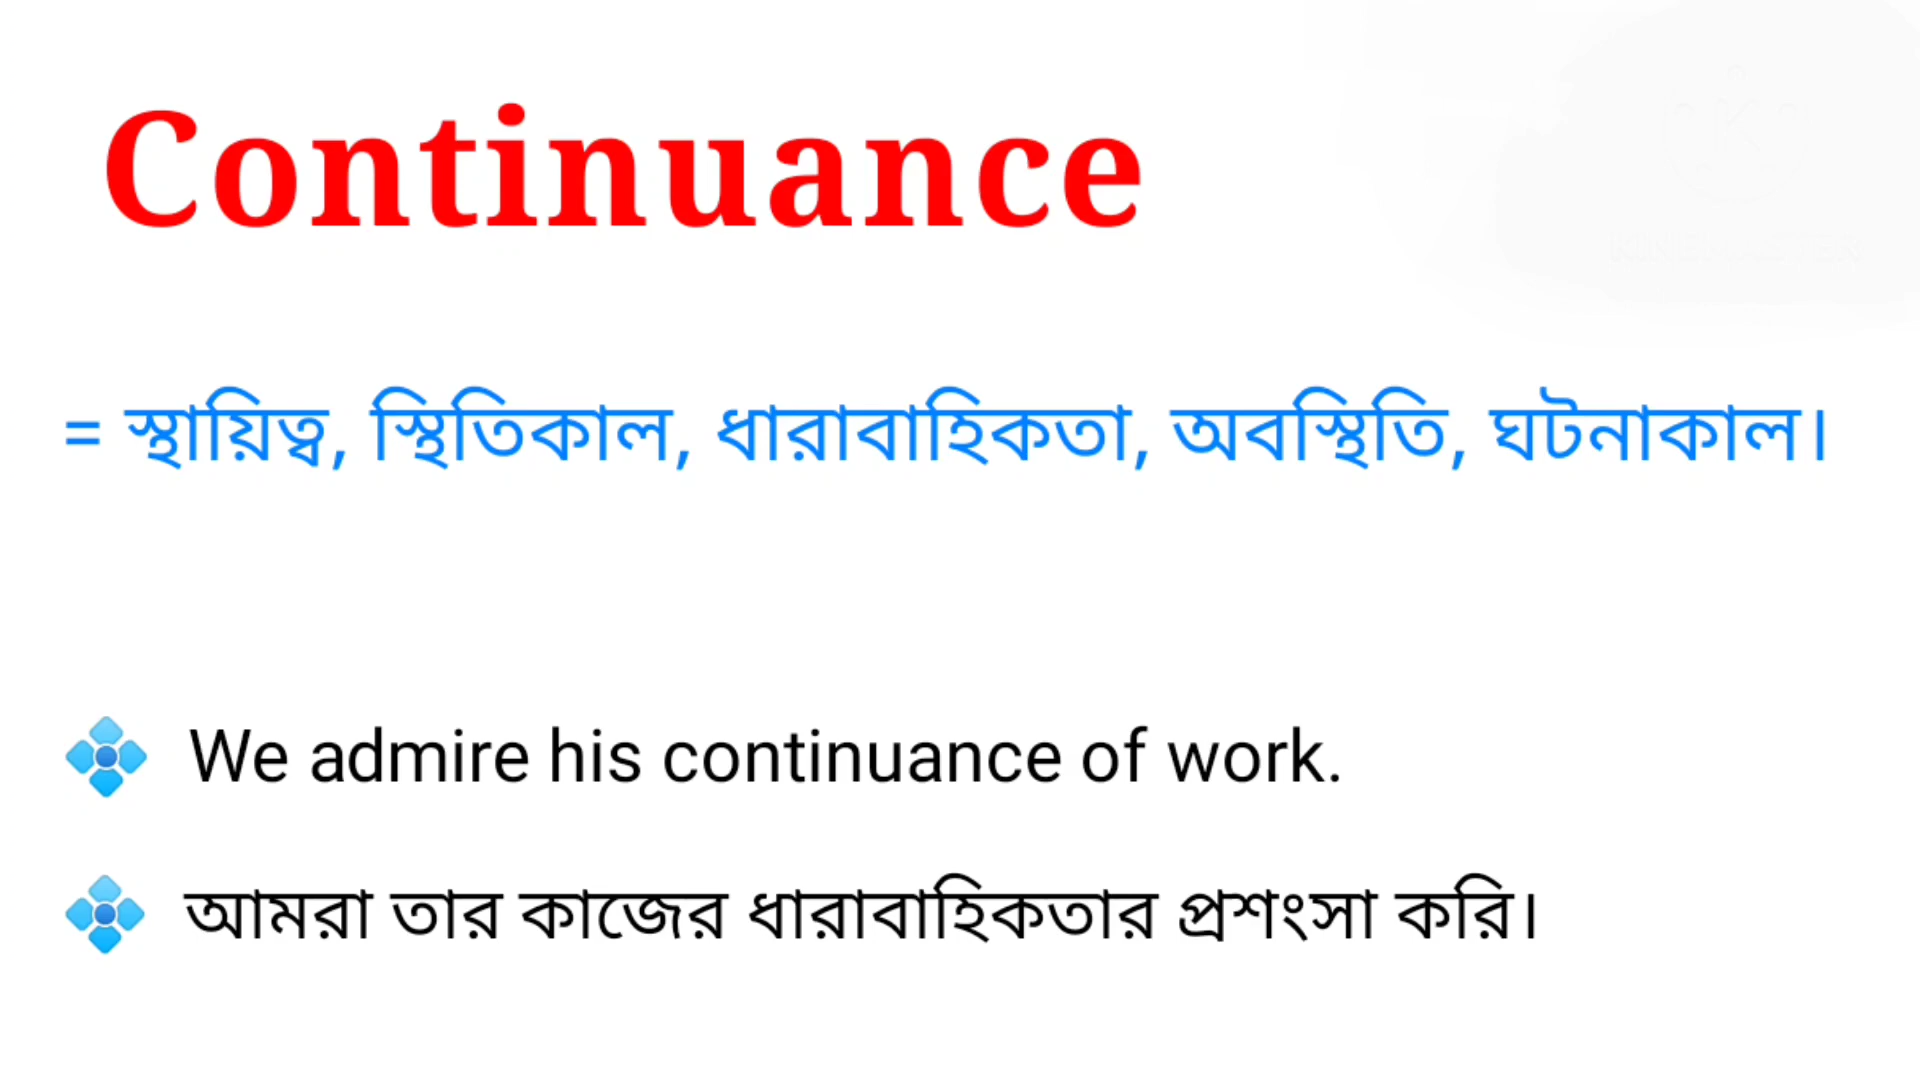 Continuance
= স্থায়িত্ব, স্থিতিকাল, ধারাবাহিকতা, অবস্থিতি, ঘটনাকাল।
We admire his continuance of work.
আমরা তার কাজের ধারাবাহিকতার প্রশংসা করি।